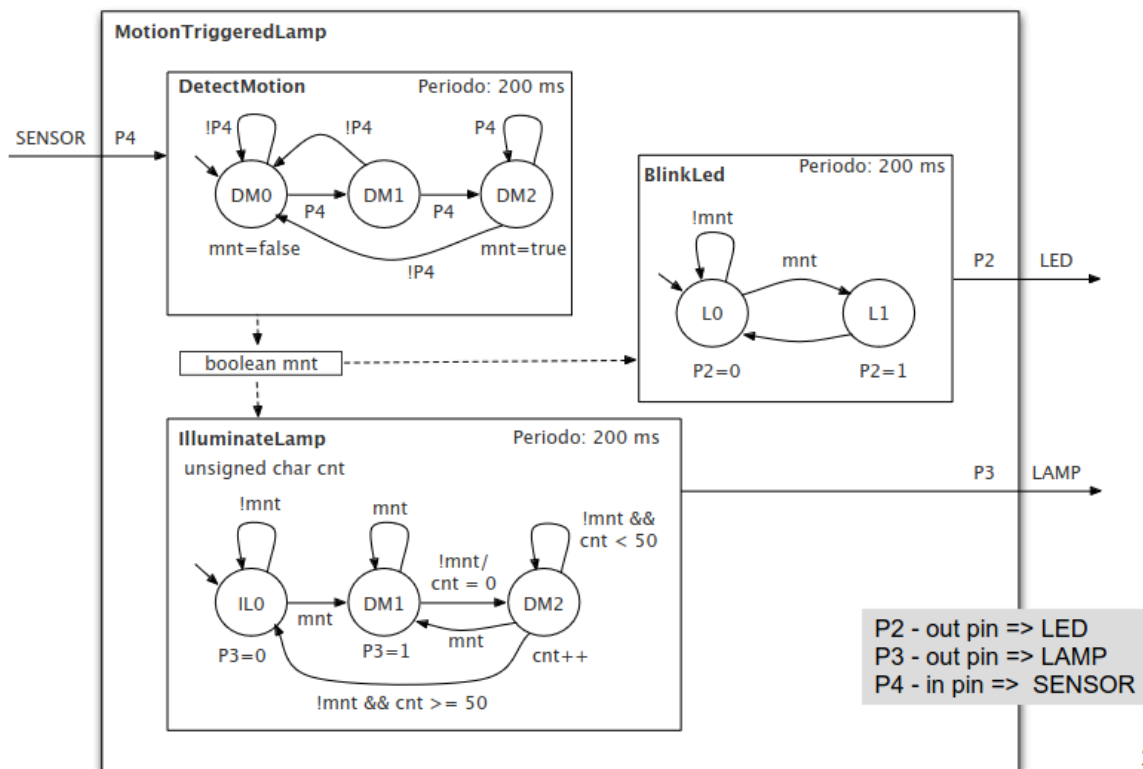 MotionTriggeredLamp
SENSOR
P4
DetectMotion
Periodo: 200 ms
!P4
!P4
P4
DM0
P4
DM1
P4
DM2
mnt=false
!P4
mnt=true
boolean mnt
BlinkLed
Periodo: 200 ms
!mnt
mnt
L0
L1
P2=0
P2=1
P2
LED
IlluminateLamp
Periodo: 200 ms
unsigned char cnt
!mnt
mnt
!mnt/
cnt = 0
!mnt &&
cnt < 50
IL0
mnt
DM1
mnt
DM2
P3=0
P3=1
cnt++
!mnt && cnt >= 50
P3
LAMP
P2 - out pin => LED
P3 - out pin => LAMP
P4 - in pin => SENSOR